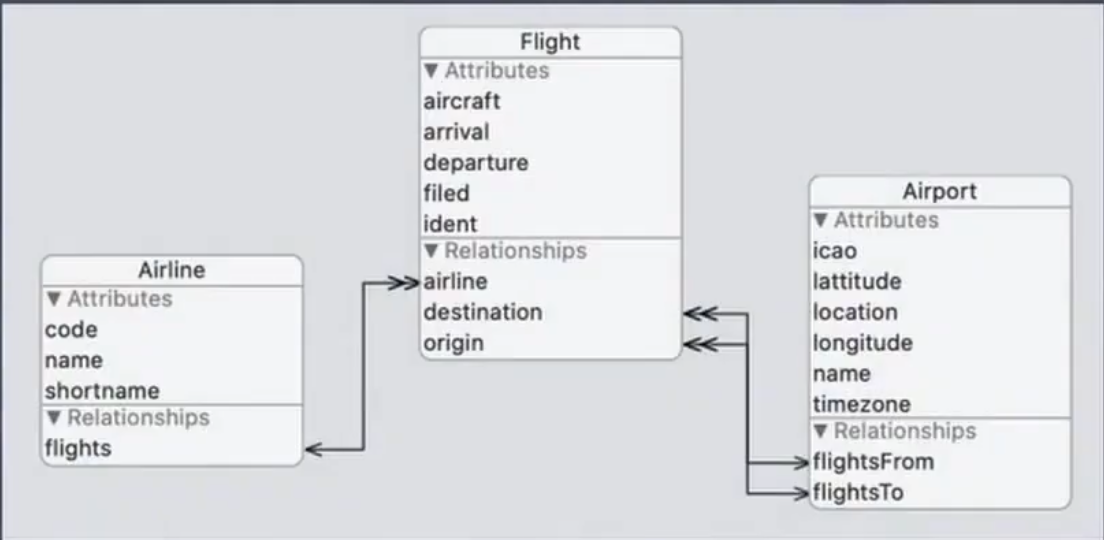 Flight
▼ Attributes
aircraft
arrival
departure
filed
ident
▼ Relationships
airline
destination
origin
Airline
▼ Attributes
code
name
shortname
▼ Relationships
flights
Airport
▼ Attributes
icao
lattitude
location
longitude
name
timezone
▼ Relationships
flightsFrom
flightsTo